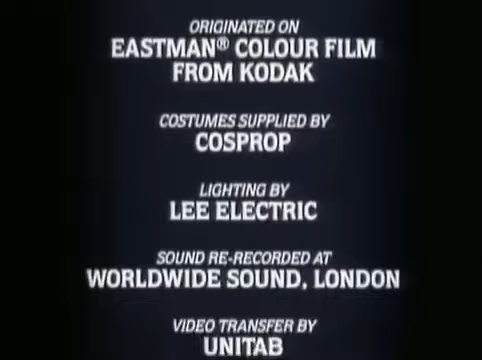 ORIGINATED ON
EASTMAN® COLOUR FILM
FROM KODAK
COSTUMES SUPPLIED BY
COSPROP
LIGHTING BY
LEE ELECTRIC
SOUND RE-RECORDED AT
WORLDWIDE SOUND, LONDON
VIDEO TRANSFER BY
UNITAB